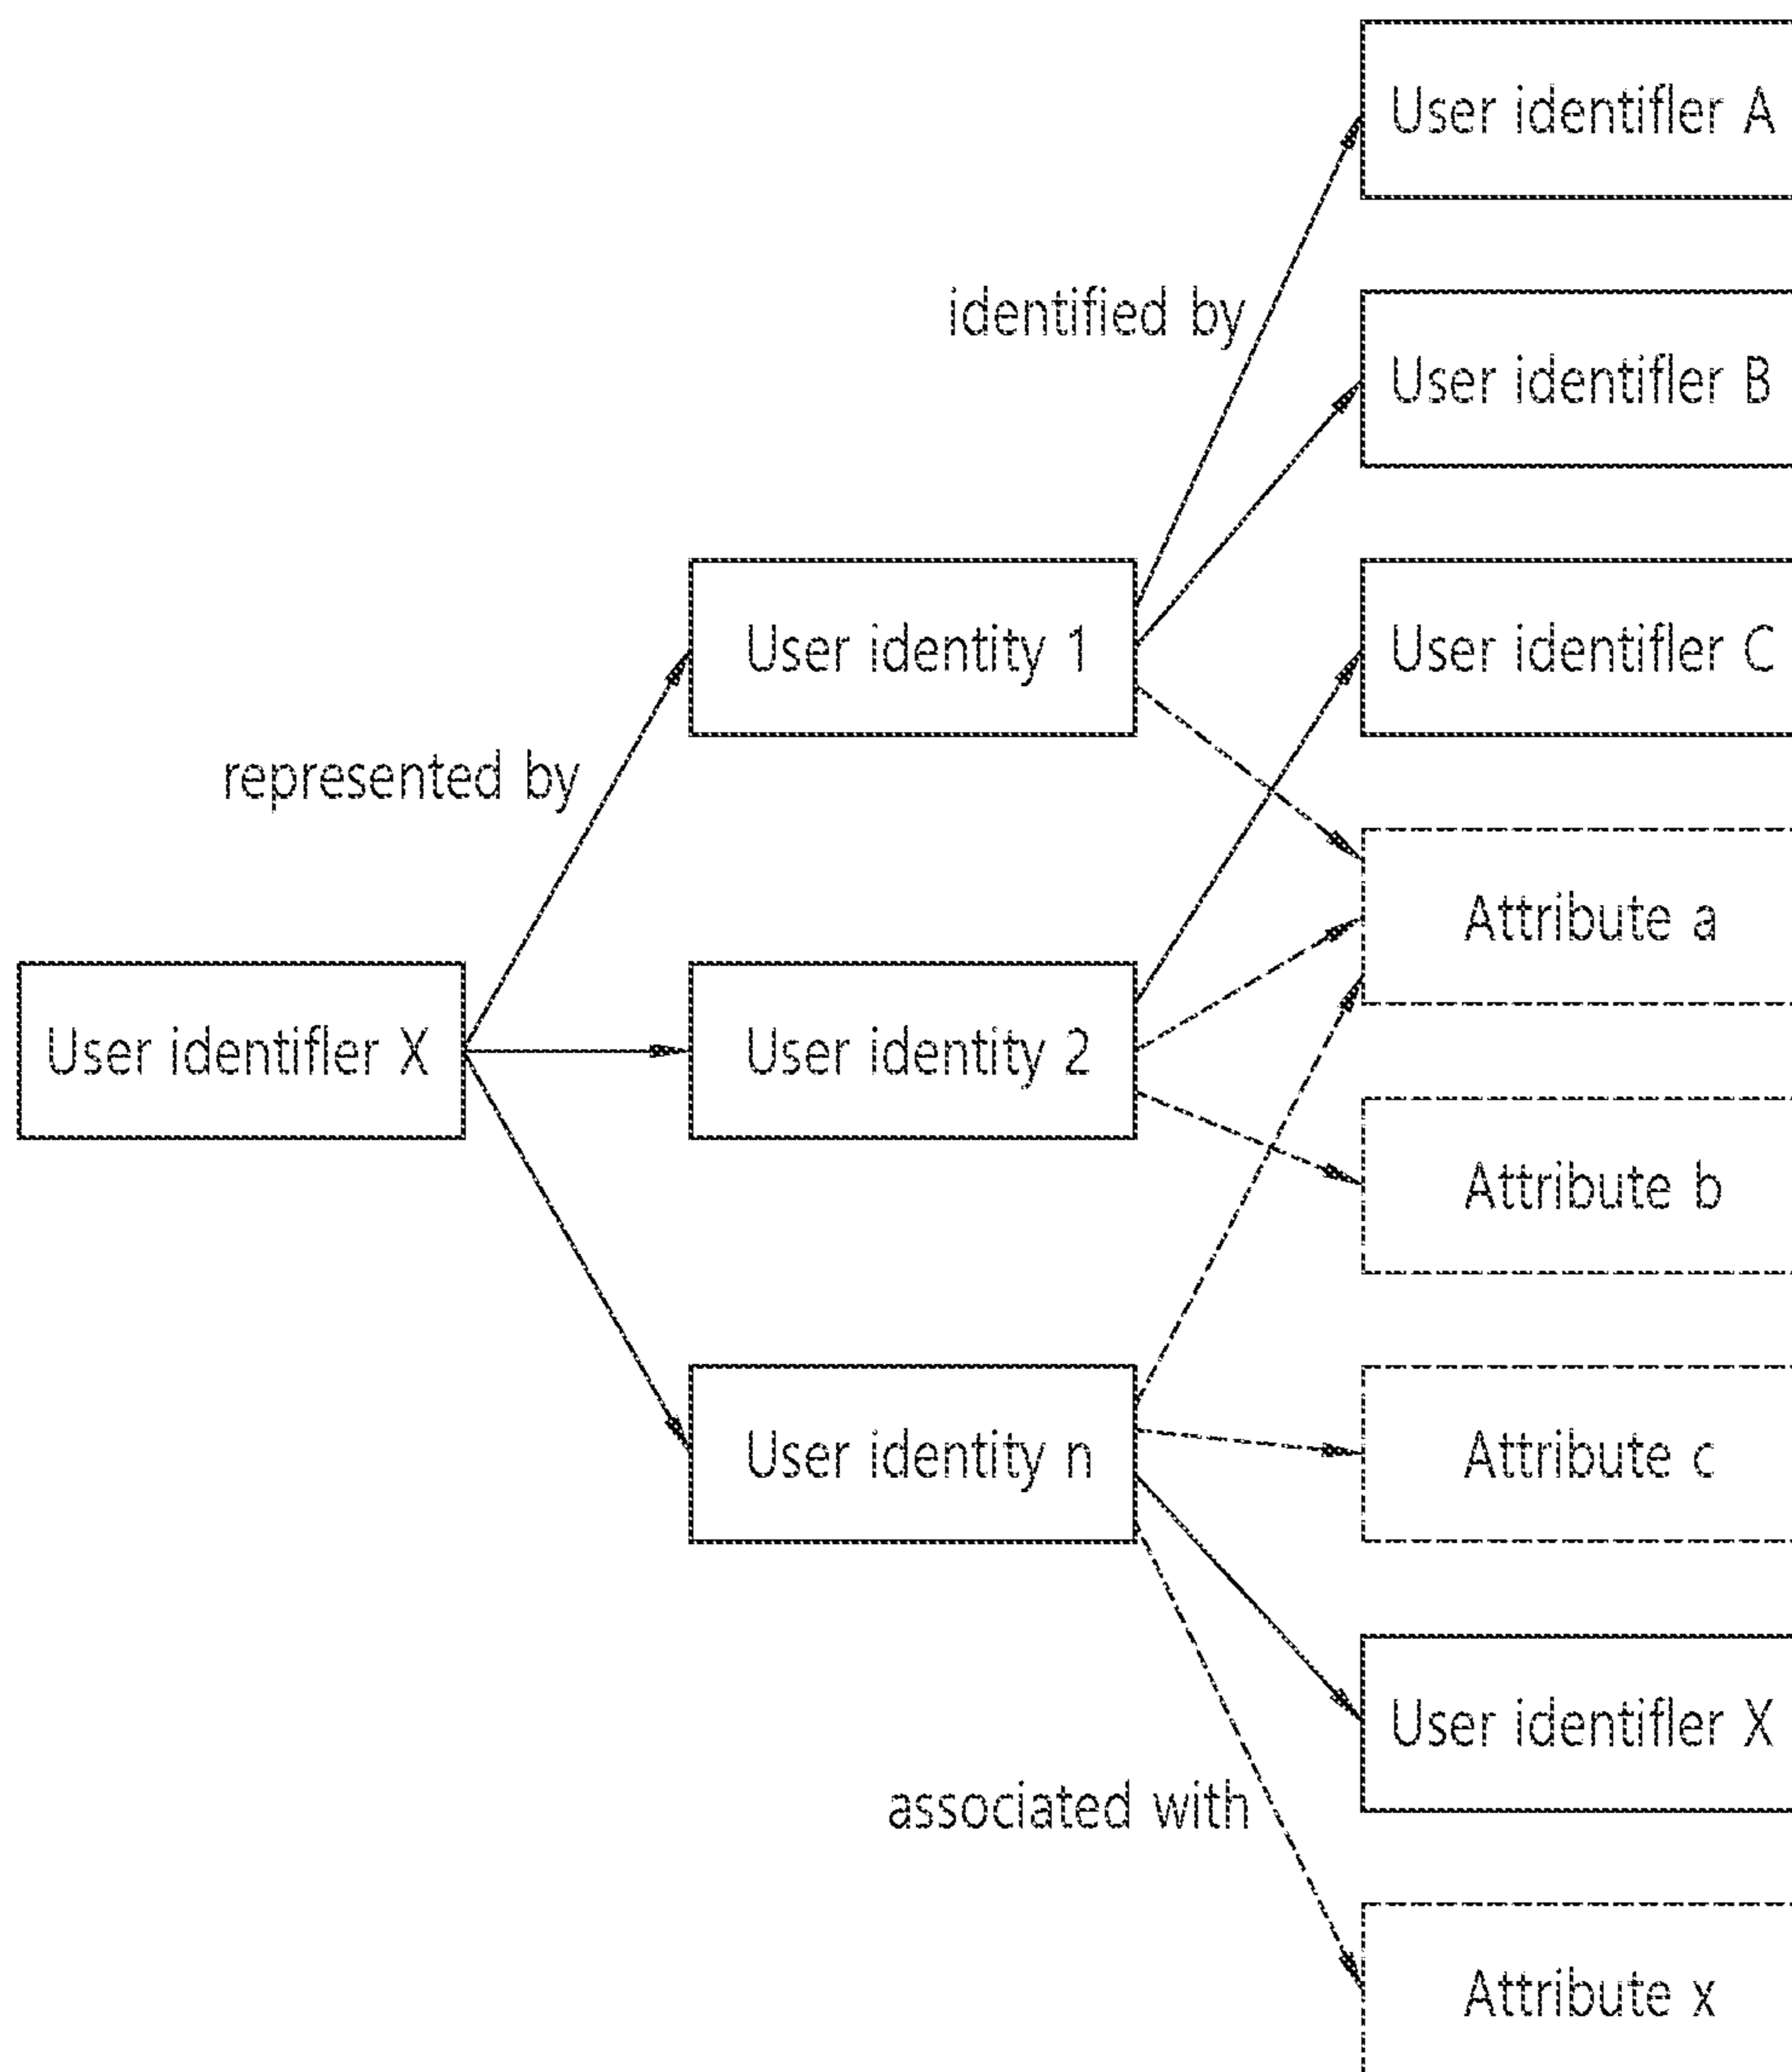 User identifier A
identified by
User identifier B
User identity 1
User identifier C
represented by
Attribute a
User identifier X
User identity 2
Attribute b
User identity n
Attribute c
User identifier X
associated with
Attribute x